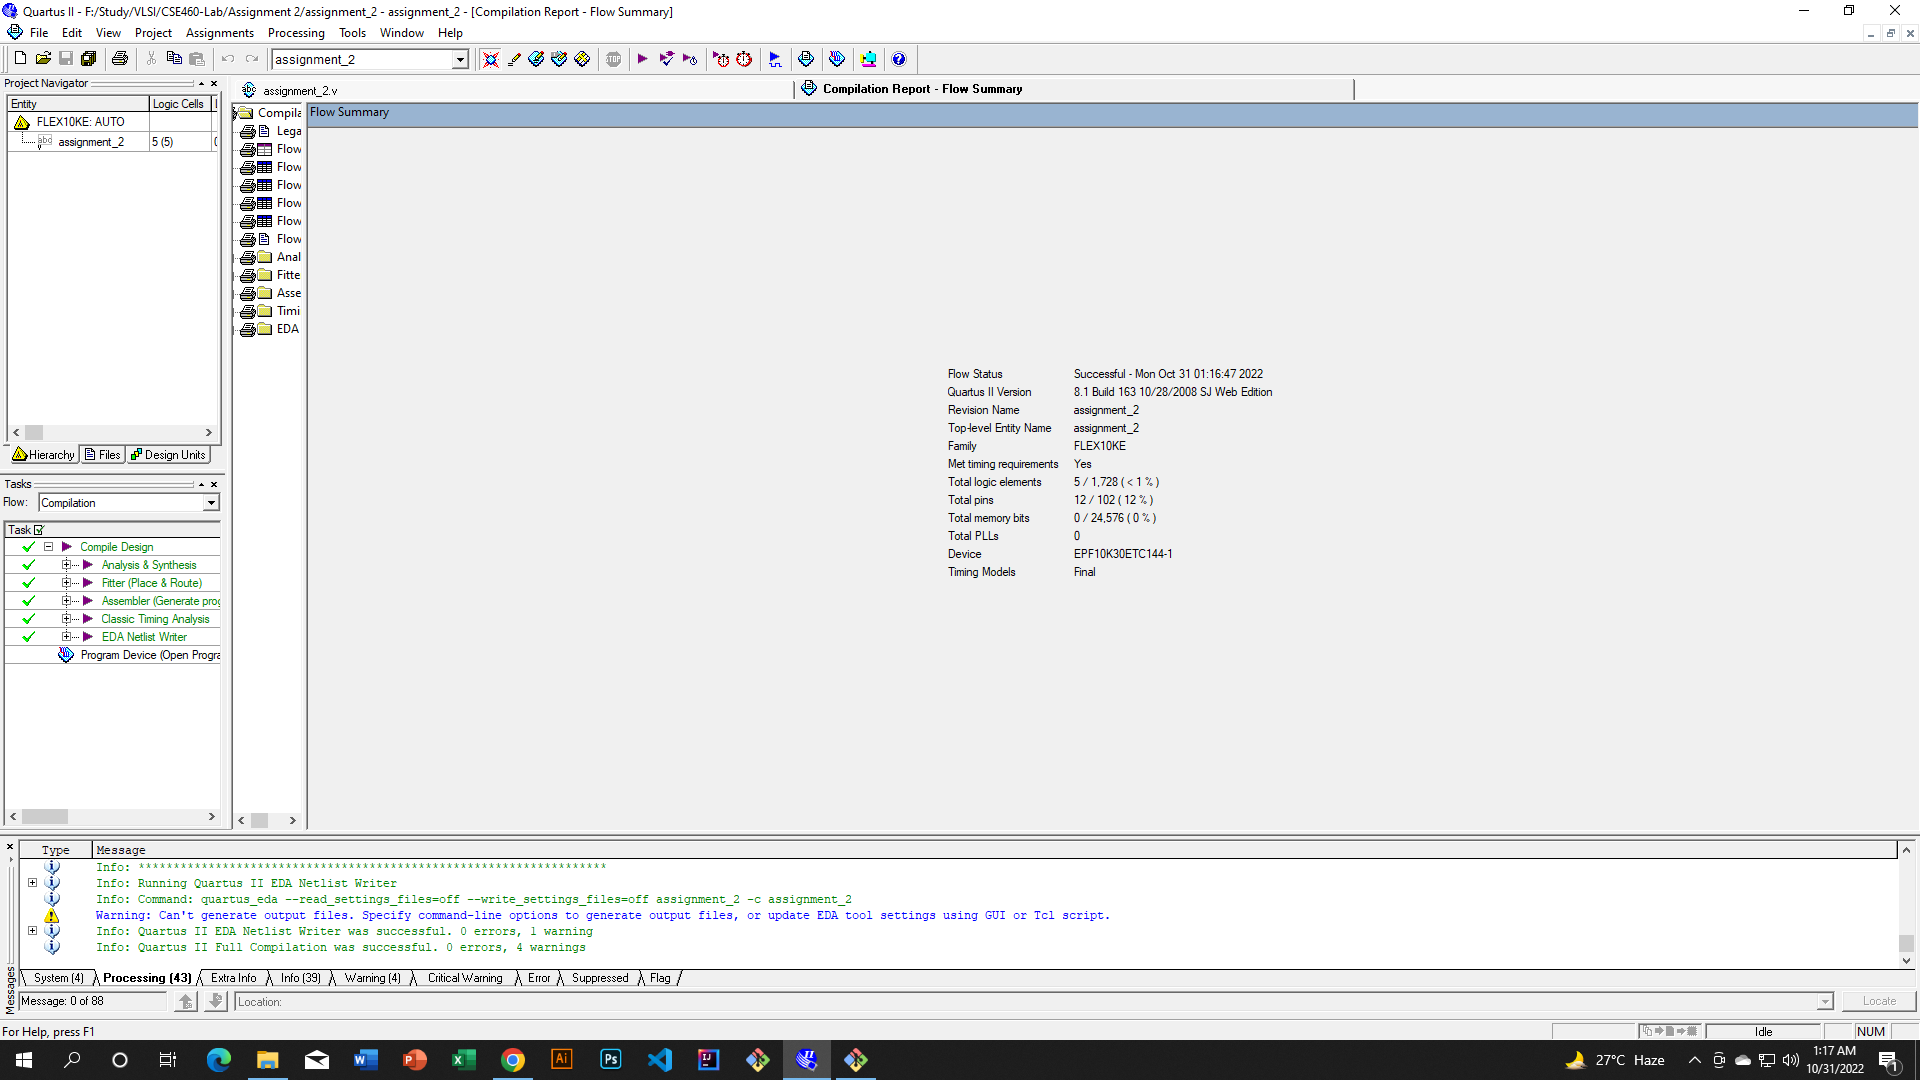 Quartus II - F:/Study/VLSI/CSE460-Lab/Assignment 2/assignment_2 - assignment_2 - [Compilation Report - Flow Summary]
File Edit View Project Assignments Processing Tools Window Help
assignment_2
Project Navigator
Entity Logic Cells
FLEX10KE: AUTO
assignment_2 5 (5)
Hierarchy Files Design Units
Tasks
Flow: Compilation
Task
Compile Design
Analysis & Synthesis
Fitter (Place & Route)
Assembler (Generate prog
Classic Timing Analysis
EDA Netlist Writer
Program Device (Open Progra
assignment_2.v
Compilation Report - Flow Summary
Compila
Lega
Flow
Flow
Flow
Flow
Flow
Flow
Anal
Fitte
Asse
Timi
EDA
Flow Summary
Flow Status Successful - Mon Oct 31 01:16:47 2022
Quartus II Version 8.1 Build 163 10/28/2008 SJ Web Edition
Revision Name assignment_2
Top-level Entity Name assignment_2
Family FLEX10KE
Met timing requirements Yes
Total logic elements 5 / 1,728 ( < 1 % )
Total pins 12 / 102 ( 12 % )
Total memory bits 0 / 24,576 ( 0 % )
Total PLLs 0
Device EPF10K30ETC144-1
Timing Models Final
Type Message
Info: *******************************************************************
Info: Running Quartus II EDA Netlist Writer
Info: Command: quartus_eda --read_settings_files=off --write_settings_files=off assignment_2 -c assignment_2
Warning: Can't generate output files. Specify command-line options to generate output files, or update EDA tool settings using GUI or Tcl script.
Info: Quartus II EDA Netlist Writer was successful. 0 errors, 1 warning
Info: Quartus II Full Compilation was successful. 0 errors, 4 warnings
System (4) Processing (43) Extra Info Info (39) Warning (4) Critical Warning Error Suppressed Flag
Messages
Message: 0 of 88 Location: Locate
For Help, press F1 Idle NUM
27°C Haze 1:17 AM
10/31/2022